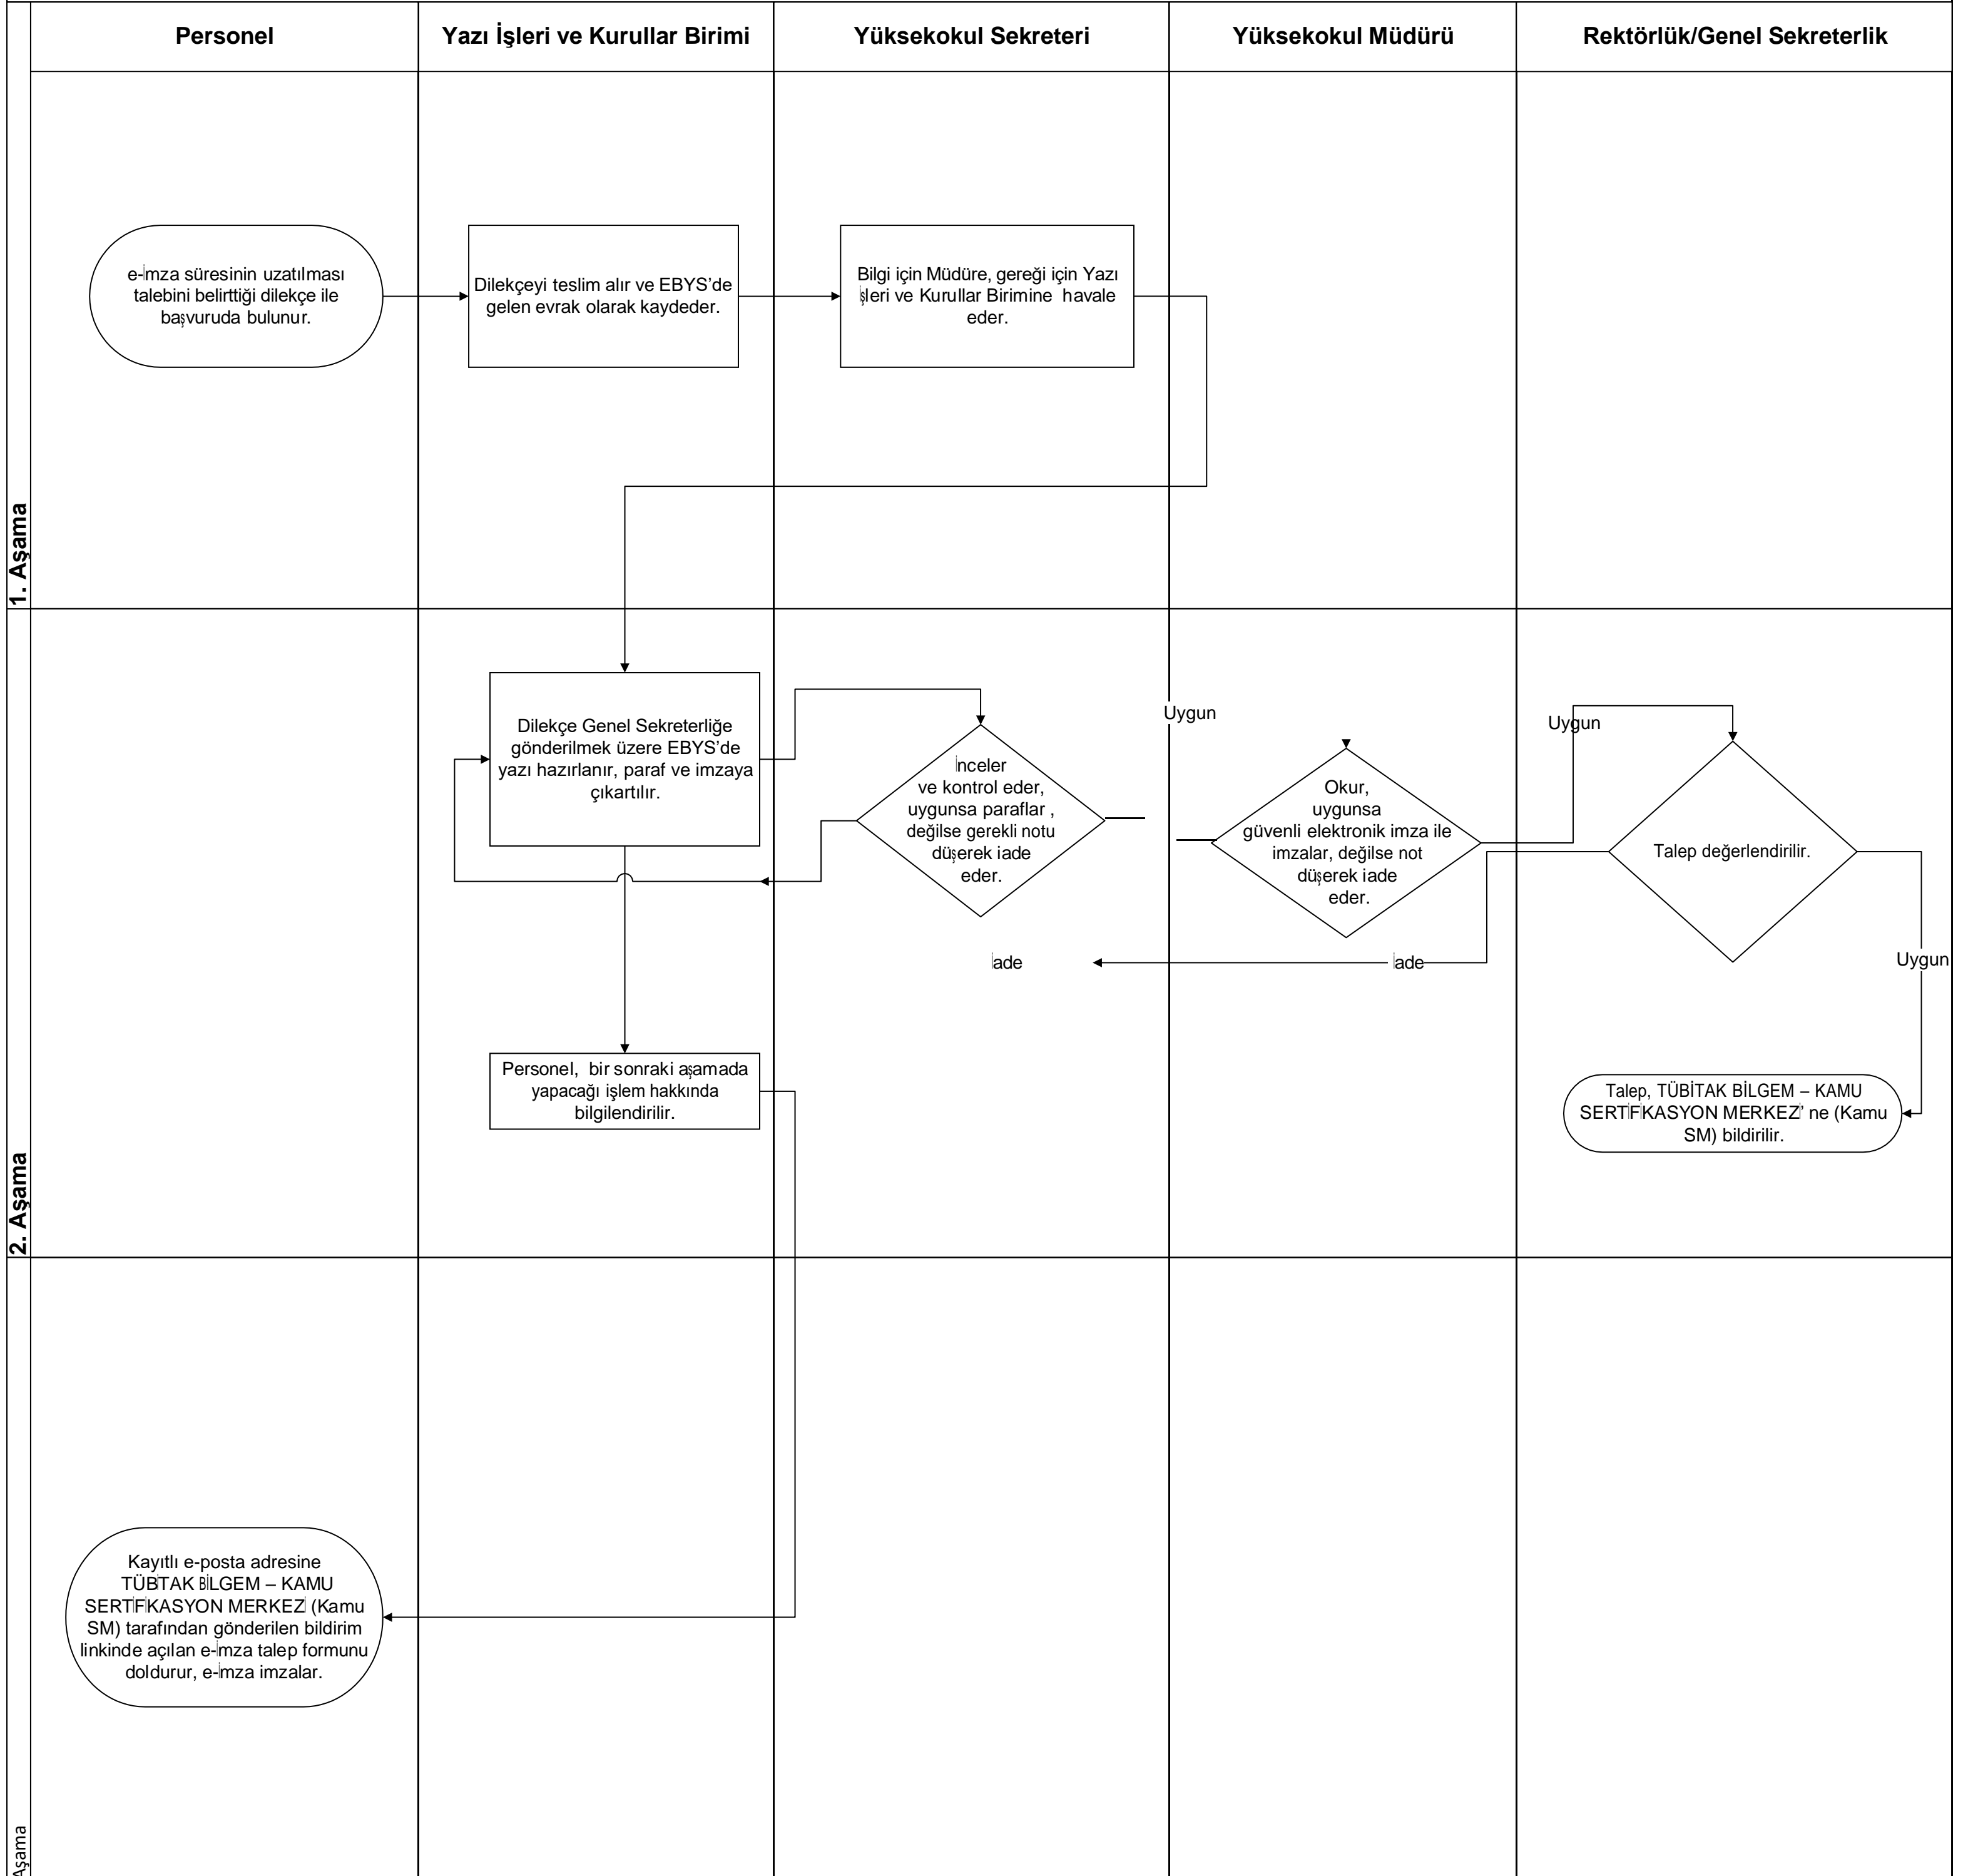 Personel
Yazı İşleri ve Kurullar Birimi
Yüksekokul Sekreteri
Yüksekokul Müdürü
Rektörlük/Genel Sekreterlik
1. Aşama
e-İmza süresinin uzatılması
talebini belirttiği dilekçe ile
başvuruda bulunur.
Dilekçeyi teslim alır ve EBYS’de
gelen evrak olarak kaydeder.
Bilgi için Müdüre, gereği için Yazı
İşleri ve Kurullar Birimine havale
eder.
2. Aşama
Dilekçe Genel Sekreterliğe
gönderilmek üzere EBYS’de
yazı hazırlanır, paraf ve imzaya
çıkartılır.
İnceler
ve kontrol eder,
uygunsa paraflar ,
değilse gerekli notu
düşerek iade
eder.
Uygun
Okur,
uygunsa
güvenli elektronik imza ile
imzalar, değilse not
düşerek iade
eder.
Uygun
Talep değerlendirilir.
İade
İade
Uygun
Personel, bir sonraki aşamada
yapacağı işlem hakkında
bilgilendirilir.
Talep, TÜBİTAK BİLGEM – KAMU
SERTİFİKASYON MERKEZİ’ ne (Kamu
SM) bildirilir.
Aşama
Kayıtlı e-posta adresine
TÜBİTAK BİLGEM – KAMU
SERTİFİKASYON MERKEZİ (Kamu
SM) tarafından gönderilen bildirim
linkinde açılan e-İmza talep formunu
doldurur, e-İmza imzalar.